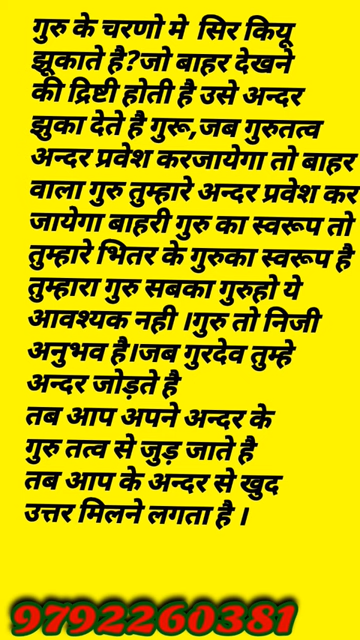 गुरु के चरणो मे सिर कियू
झूकाते है?जो बाहर देखने
की द्रिष्टी होती है उसे अन्दर
झुका देते है गुरू,जब गुरुतत्व
अन्दर प्रवेश करजायेगा तो बाहर
वाला गुरु तुम्हारे अन्दर प्रवेश कर
जायेगा बाहरी गुरु का स्वरूप तो
तुम्हारे भितर के गुरुका स्वरूप है
तुम्हारा गुरु सबका गुरुहो ये
आवश्यक नही ।गुरु तो निजी
अनुभव है।जब गुरदेव तुम्हे
अन्दर जोड़ते है
तब आप अपने अन्दर के
गुरु तत्व से जुड़ जाते है
तब आप के अन्दर से खुद
उत्तर मिलने लगता है ।
9792260381